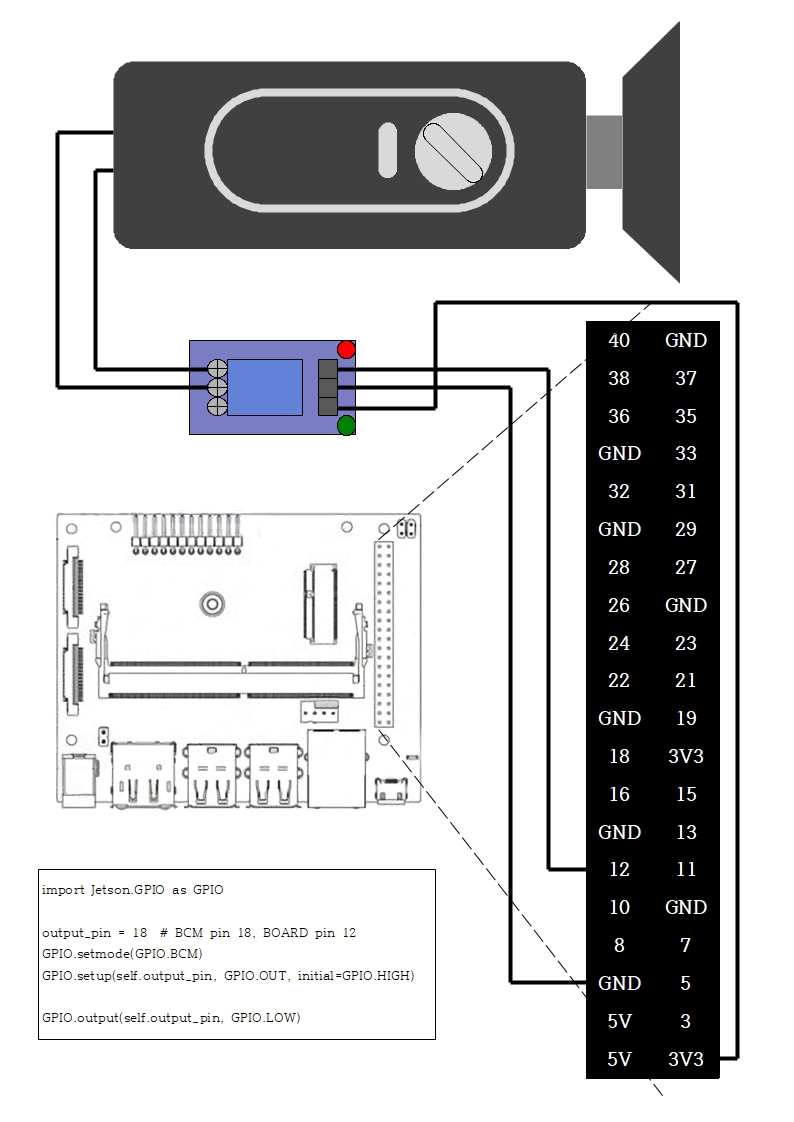 40 GND
38 37
36 35
GND 33
32 31
GND 29
28 27
26 GND
24 23
22 21
GND 19
18 3V3
16 15
GND 13
12 11
10 GND
8 7
GND 5
5V 3
5V 3V3
import Jetson.GPIO as GPIO
output_pin = 18 # BCM pin 18, BOARD pin 12
GPIO.setmode(GPIO.BCM)
GPIO.setup(self.output_pin, GPIO.OUT, initial=GPIO.HIGH)
GPIO.output(self.output_pin, GPIO.LOW)